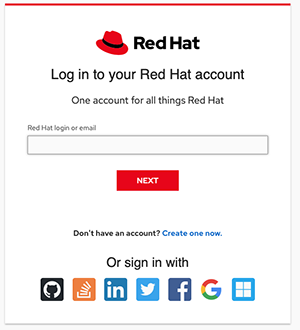 Red Hat
Log in to your Red Hat account
One account for all things Red Hat
Red Hat login or email
NEXT
Don't have an account? Create one now.
Or sign in with
in
f
G